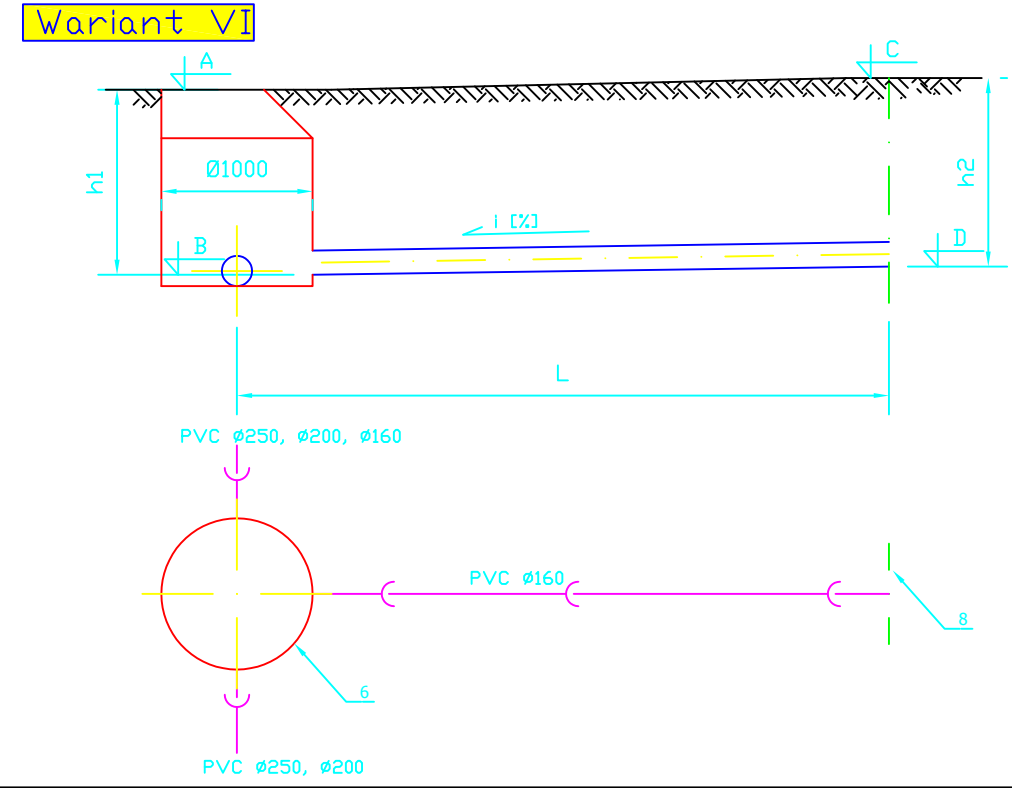 Wariant VI
A
C
h1
Ø1000
h2
i [%]
B
D
L
PVC ø250, ø200, ø160
PVC ø160
8
6
PVC ø250, ø200